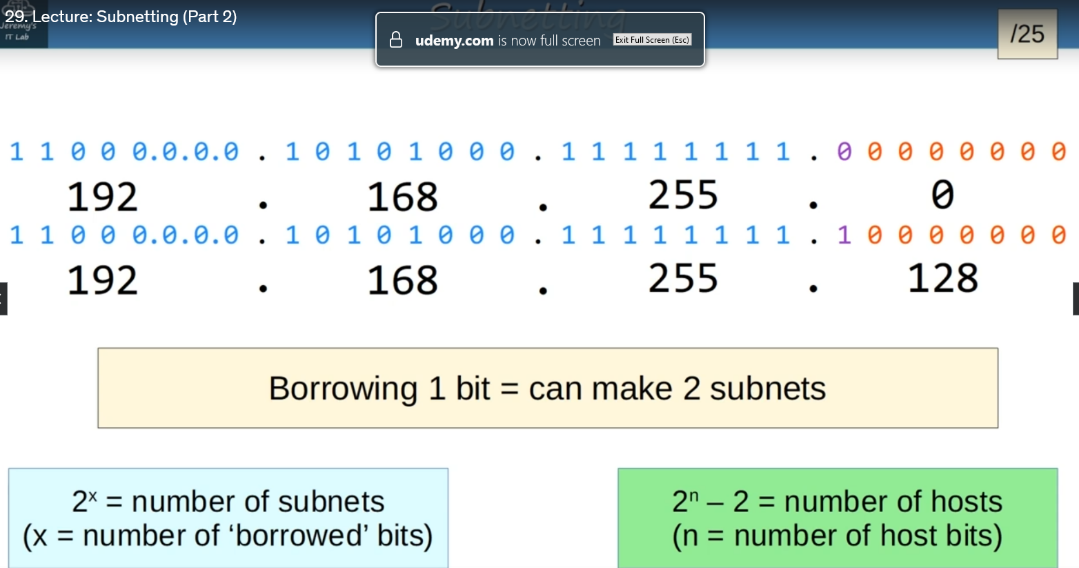 29. Lecture: Subnetting (Part 2)
Subnetting
Jeremy's
IT Lab
udemy.com is now full screen Exit Full Screen (Esc)
/25
1 1 0 0 0.0.0.0 . 1 0 1 0 1 0 0 0 . 1 1 1 1 1 1 1 1 . 0 0 0 0 0 0 0 0
192 . 168 . 255 . 0
1 1 0 0 0.0.0.0 . 1 0 1 0 1 0 0 0 . 1 1 1 1 1 1 1 1 . 1 0 0 0 0 0 0 0
192 . 168 . 255 . 128
Borrowing 1 bit = can make 2 subnets
2ˣ = number of subnets
(x = number of ‘borrowed’ bits)
2ⁿ – 2 = number of hosts
(n = number of host bits)